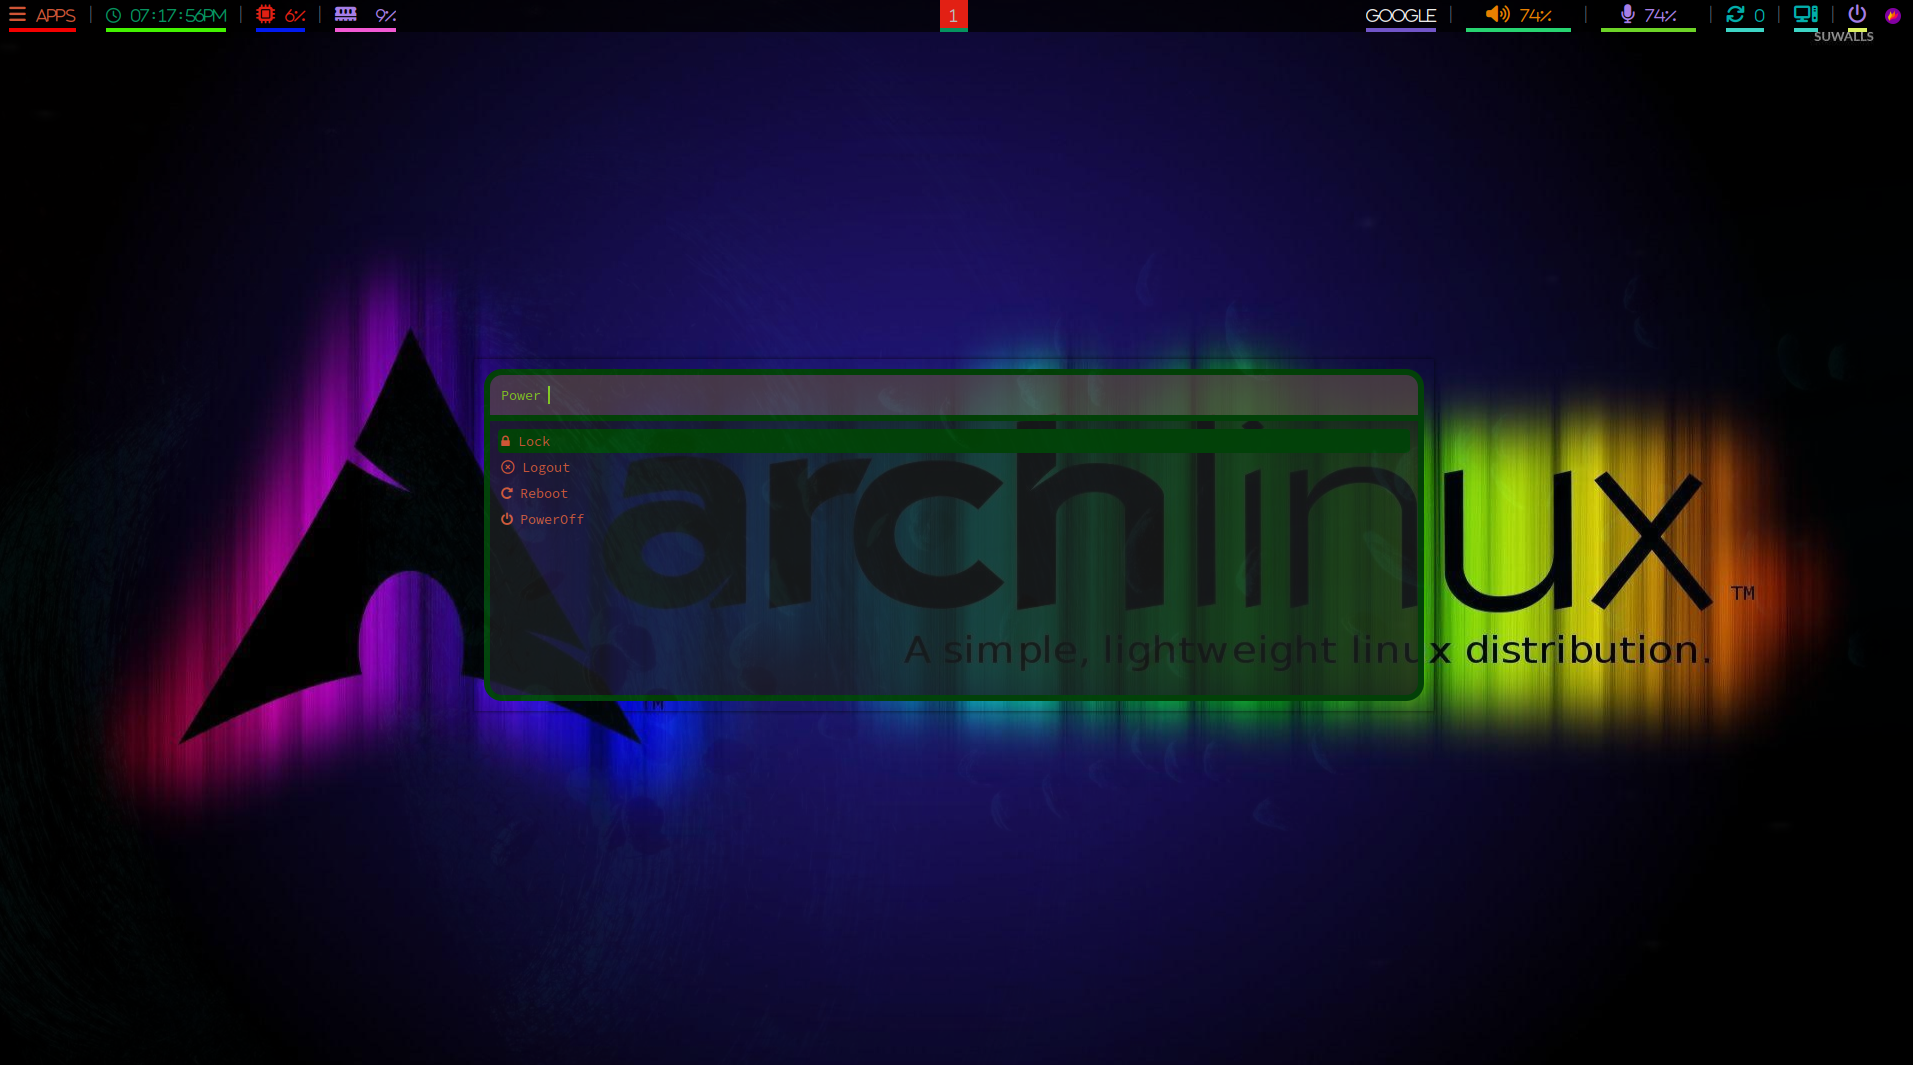 APPS | 07:17:56PM | 6% | 9% 1 GOOGLE | 74% | 74% | 0 | |
SUWALLS
Power
Lock
Logout
Reboot
PowerOff
archlinux TM
A simple, lightweight linux distribution.
TM